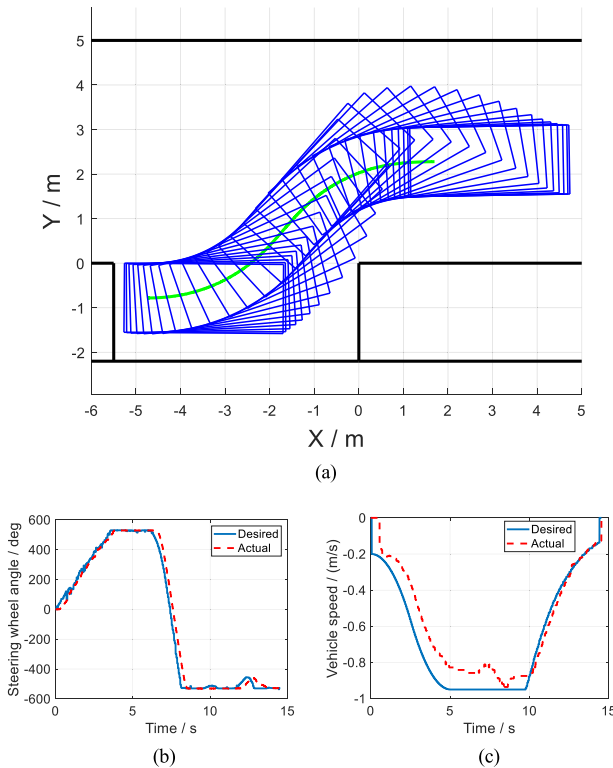 5
4
3
2
1
0
-1
-2
Y / m
-6 -5 -4 -3 -2 -1 0 1 2 3 4 5
X / m
(a)
600
400
200
0
-200
-400
-600
Steering wheel angle / deg
Desired
Actual
0 5 10 15
Time / s
(b)
0
-0.2
-0.4
-0.6
-0.8
-1
Vehicle speed / (m/s)
Desired
Actual
0 5 10 15
Time / s
(c)